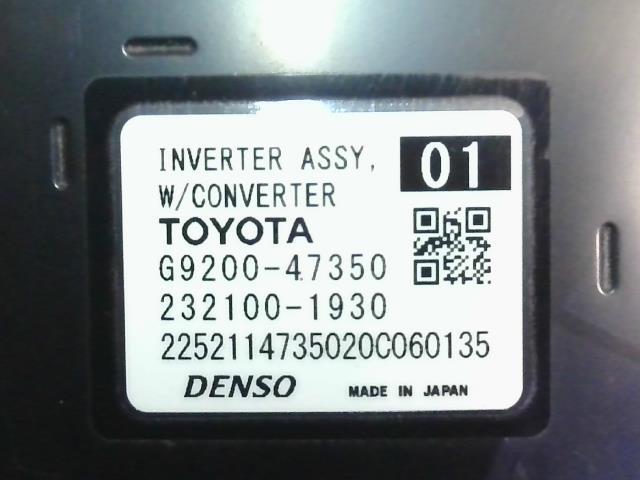 INVERTER ASSY, 01
W/CONVERTER
TOYOTA
G9200-47350
232100-1930
2252114735020C060135
DENSO MADE IN JAPAN